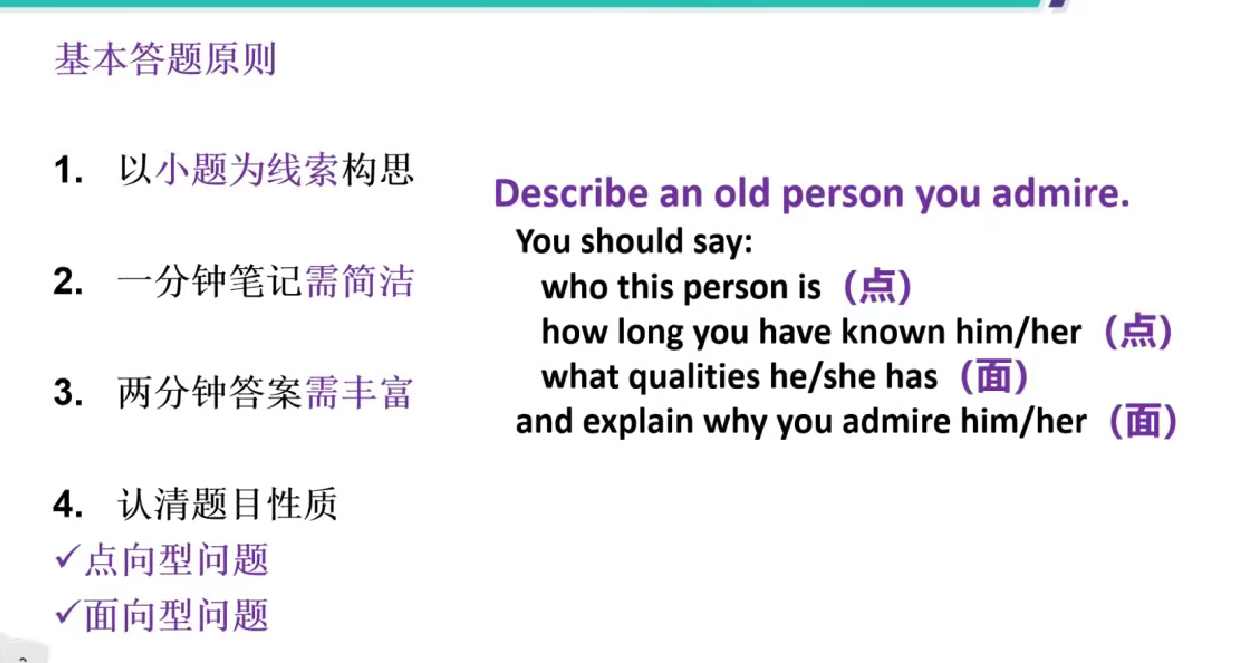 基本答题原则
1. 以小题为线索构思
2. 一分钟笔记需简洁
3. 两分钟答案需丰富
4. 认清题目性质
✓点向型问题
✓面向型问题
Describe an old person you admire.
You should say:
who this person is（点）
how long you have known him/her（点）
what qualities he/she has（面）
and explain why you admire him/her（面）